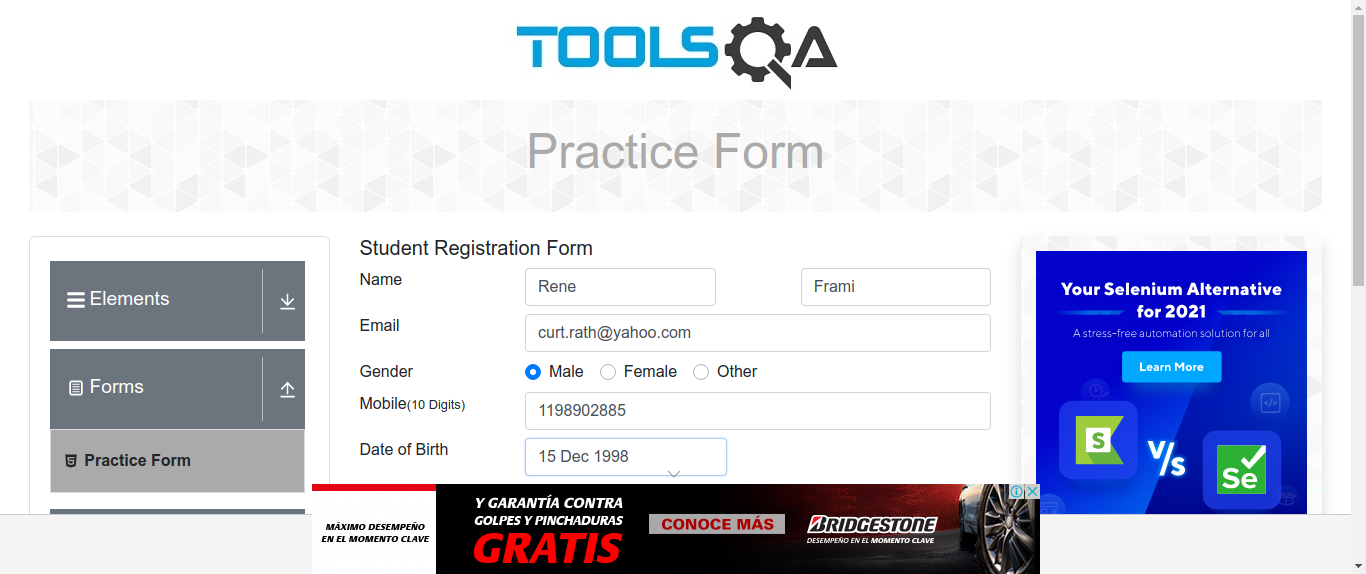 TOOLSQA
Practice Form
Elements
Forms
Practice Form
Student Registration Form
Name
Rene
Frami
Email
curt.rath@yahoo.com
Gender
Male
Female
Other
Mobile(10 Digits)
1198902885
Date of Birth
15 Dec 1998
Your Selenium Alternative
for 2021
A stress-free automation solution for all
Learn More
S
V/s
Se
MÁXIMO DESEMPEÑO
EN EL MOMENTO CLAVE
Y GARANTÍA CONTRA
GOLPES Y PINCHADURAS
GRATIS
CONOCE MÁS
BRIDGESTONE
DESEMPEÑO EN EL MOMENTO CLAVE